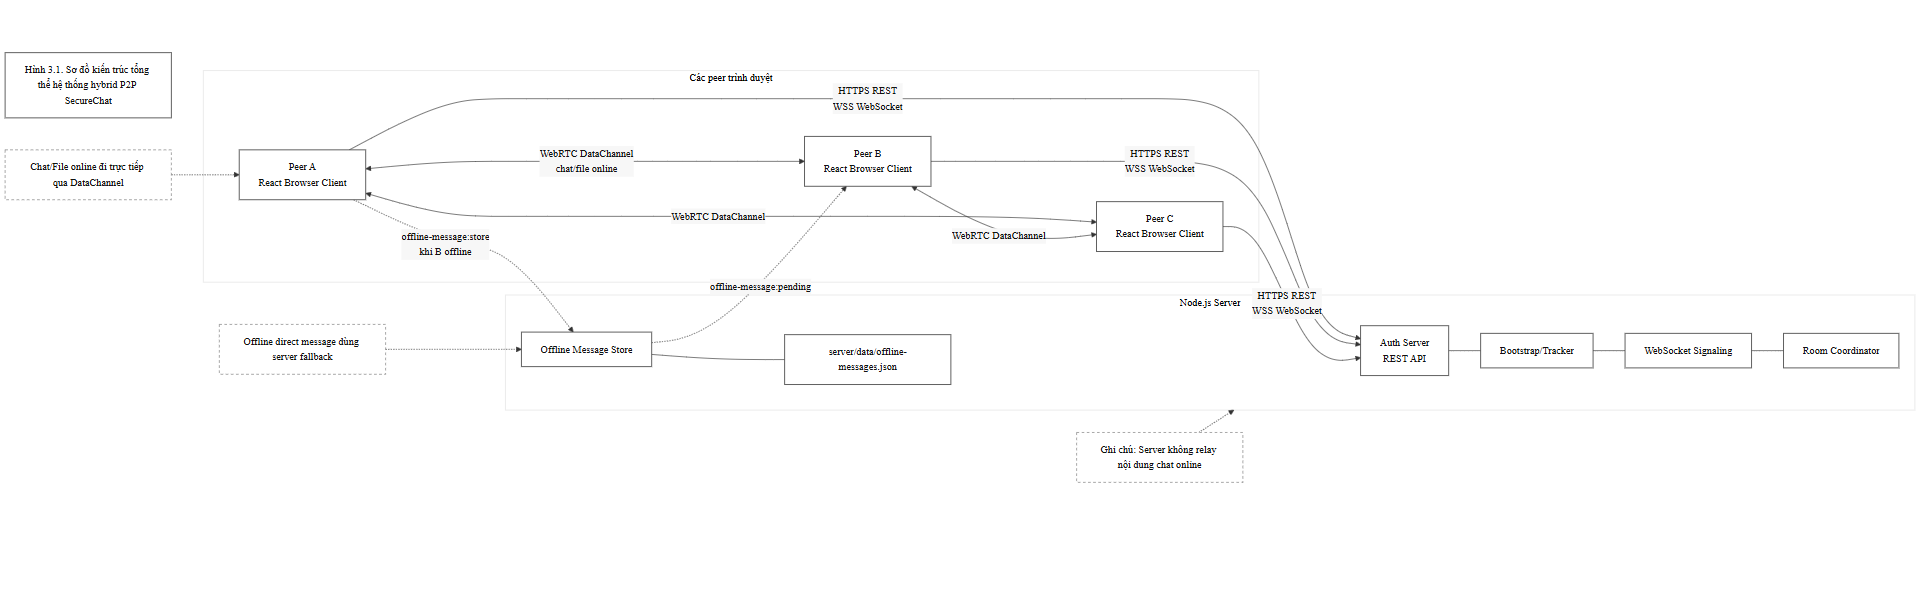 Hình 3.1. Sơ đồ kiến trúc tổng
thể hệ thống hybrid P2P
SecureChat
Các peer trình duyệt
HTTPS REST
WSS WebSocket
Chat/File online đi trực tiếp
qua DataChannel
Peer A
React Browser Client
WebRTC DataChannel
chat/file online
Peer B
React Browser Client
HTTPS REST
WSS WebSocket
WebRTC DataChannel
Peer C
React Browser Client
WebRTC DataChannel
offline-message:store
khi B offline
offline-message:pending
Node.js Server
HTTPS REST
WSS WebSocket
Offline direct message dùng
server fallback
Offline Message Store
server/data/offline-
messages.json
Auth Server
REST API
Bootstrap/Tracker
WebSocket Signaling
Room Coordinator
Ghi chú: Server không relay
nội dung chat online